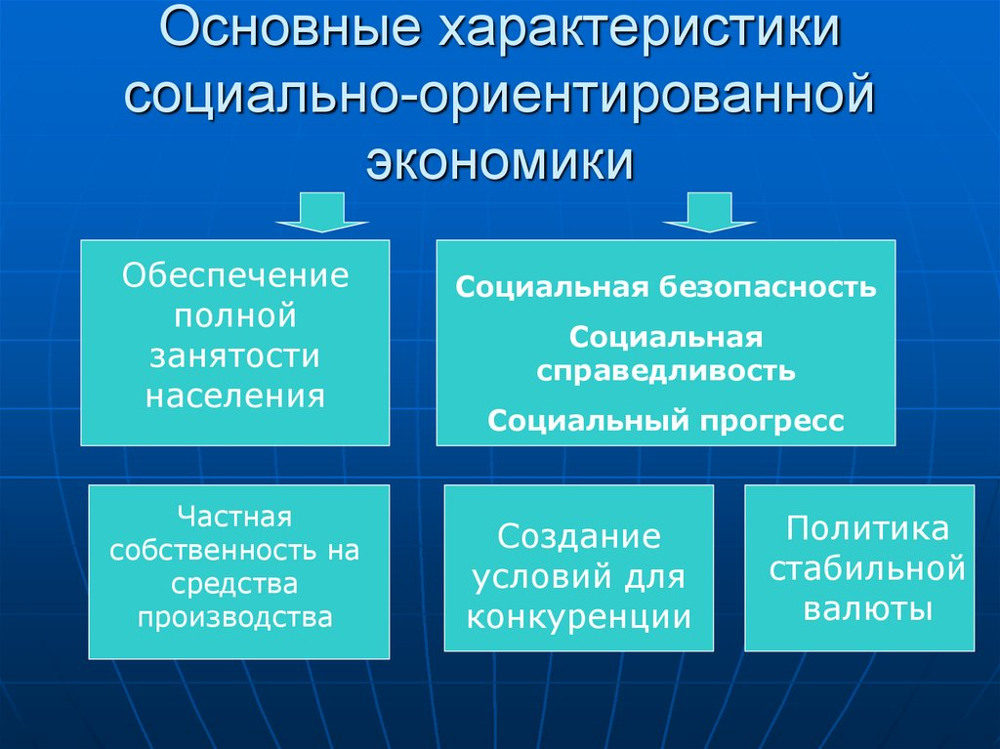 Основные характеристики
социально-ориентированной
экономики
Обеспечение
полной
занятости
населения
Социальная безопасность
Социальная
справедливость
Социальный прогресс
Частная
собственность на
средства
производства
Создание
условий для
конкуренции
Политика
стабильной
валюты